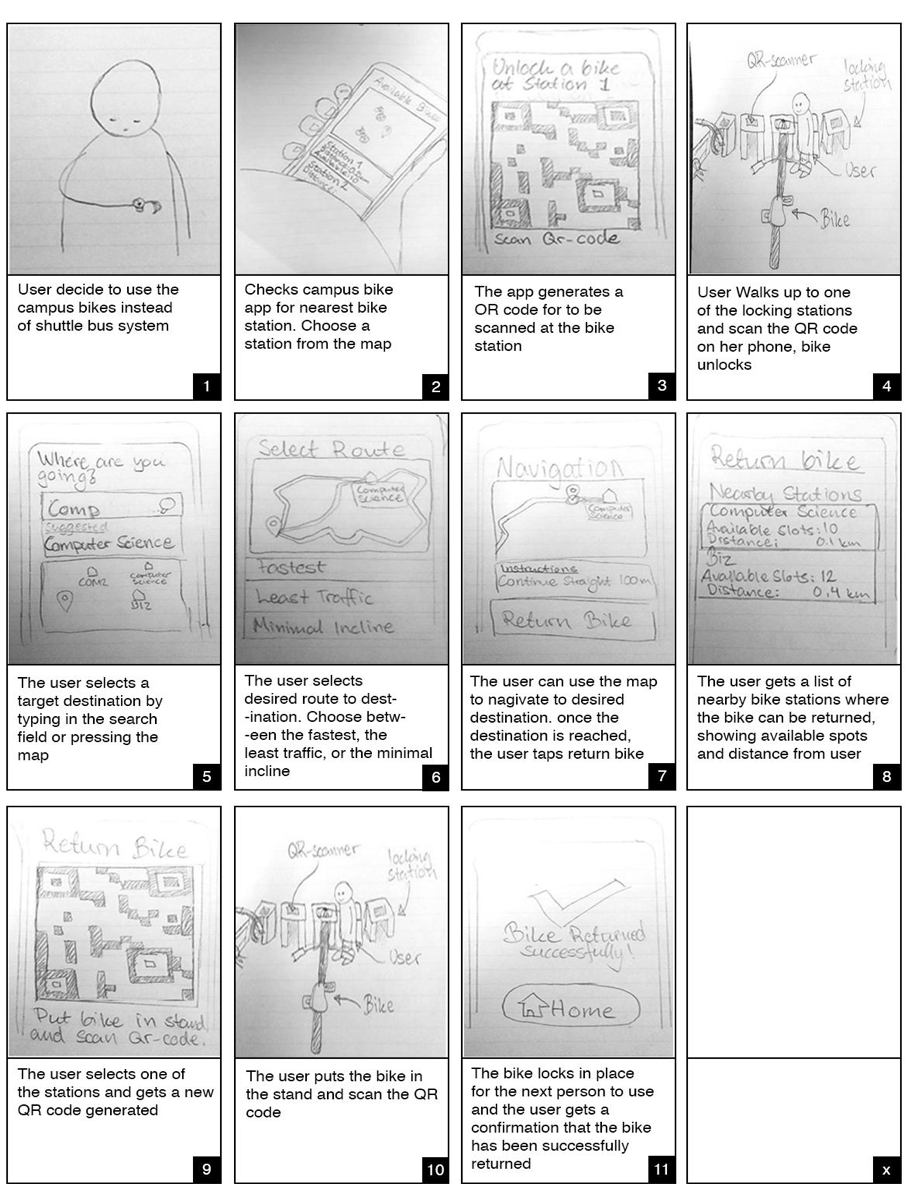 User decide to use the
campus bikes instead
of shuttle bus system
1
Available Bikes
Station 1
Station 2
Checks campus bike
app for nearest bike
station. Choose a
station from the map
2
Unlock a bike
at Station 1
Scan Qr-code
The app generates a
OR code for to be
scanned at the bike
station
3
QR-scanner
locking
station
User
Bike
User Walks up to one
of the locking stations
and scan the QR code
on her phone, bike
unlocks
4
Where are you
going?
Comp
Suggested
Computer Science
COM2
Computer
Science
BIZ
The user selects a
target destination by
typing in the search
field or pressing the
map
5
Select Route
Computer
Science
Fastest
Least Traffic
Minimal Incline
The user selects
desired route to dest-
-ination. Choose betw-
-een the fastest, the
least traffic, or the minimal
incline
6
Navigation
Computer
Science
Instructions
Continue Straight 100m
Return Bike
The user can use the map
to nagivate to desired
destination. once the
destination is reached,
the user taps return bike
7
Return bike
Nearby Stations
Computer Science
Available Slots: 10
Distance: 0.1 km
Biz
Available Slots: 12
Distance: 0.4 km
The user gets a list of
nearby bike stations where
the bike can be returned,
showing available spots
and distance from user
8
Return Bike
Put bike in stand
and scan Qr-code.
The user selects one of
the stations and gets a new
QR code generated
9
QR-scanner
locking
station
User
Bike
The user puts the bike in
the stand and scan the QR
code
10
Bike Returned
Successfully!
Home
The bike locks in place
for the next person to use
and the user gets a
confirmation that the bike
has been successfully
returned
11
x